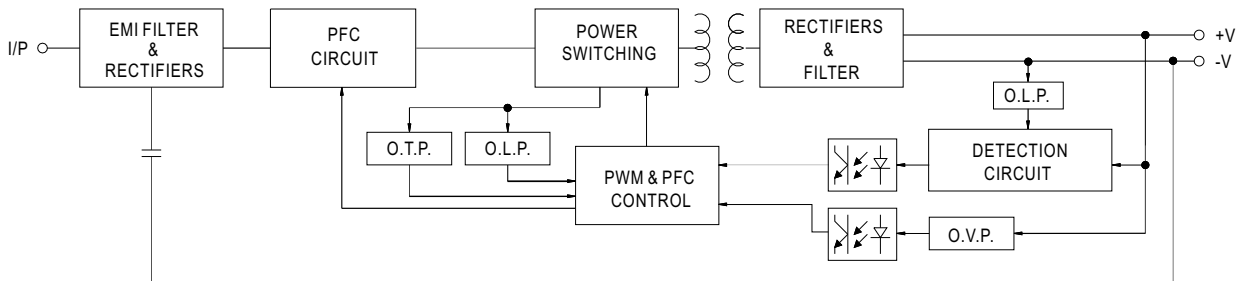 I/P
EMI FILTER
&
RECTIFIERS
PFC
CIRCUIT
POWER
SWITCHING
RECTIFIERS
&
FILTER
+V
-V
O.L.P.
O.T.P.
O.L.P.
PWM & PFC
CONTROL
DETECTION
CIRCUIT
O.V.P.